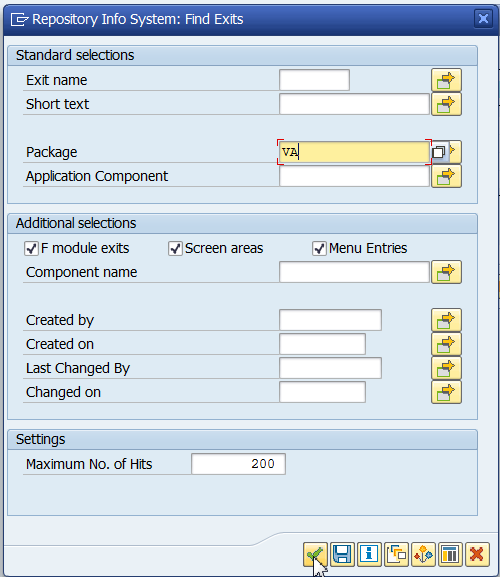 Repository Info System: Find Exits
Standard selections
Exit name
Short text
Package VA
Application Component
Additional selections
F module exits Screen areas Menu Entries
Component name
Created by
Created on
Last Changed By
Changed on
Settings
Maximum No. of Hits 200